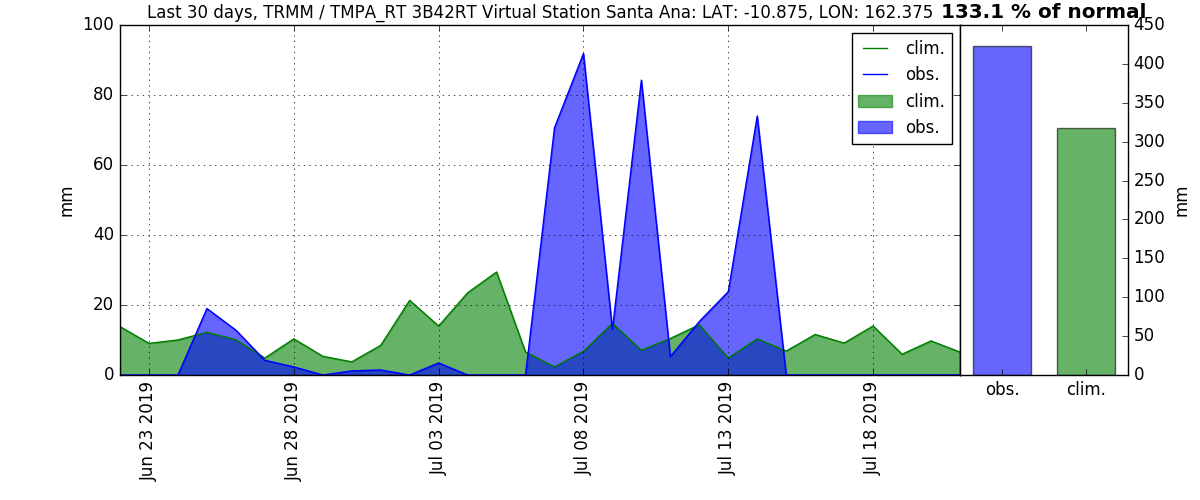 Last 30 days, TRMM / TMPA_RT 3B42RT Virtual Station Santa Ana: LAT: -10.875, LON: 162.375 133.1 % of normal
100
80
60
40
20
0
mm
clim.
obs.
clim.
obs.
Jun 23 2019
Jun 28 2019
Jul 03 2019
Jul 08 2019
Jul 13 2019
Jul 18 2019
450
400
350
300
250
200
150
100
50
0
mm
obs. clim.